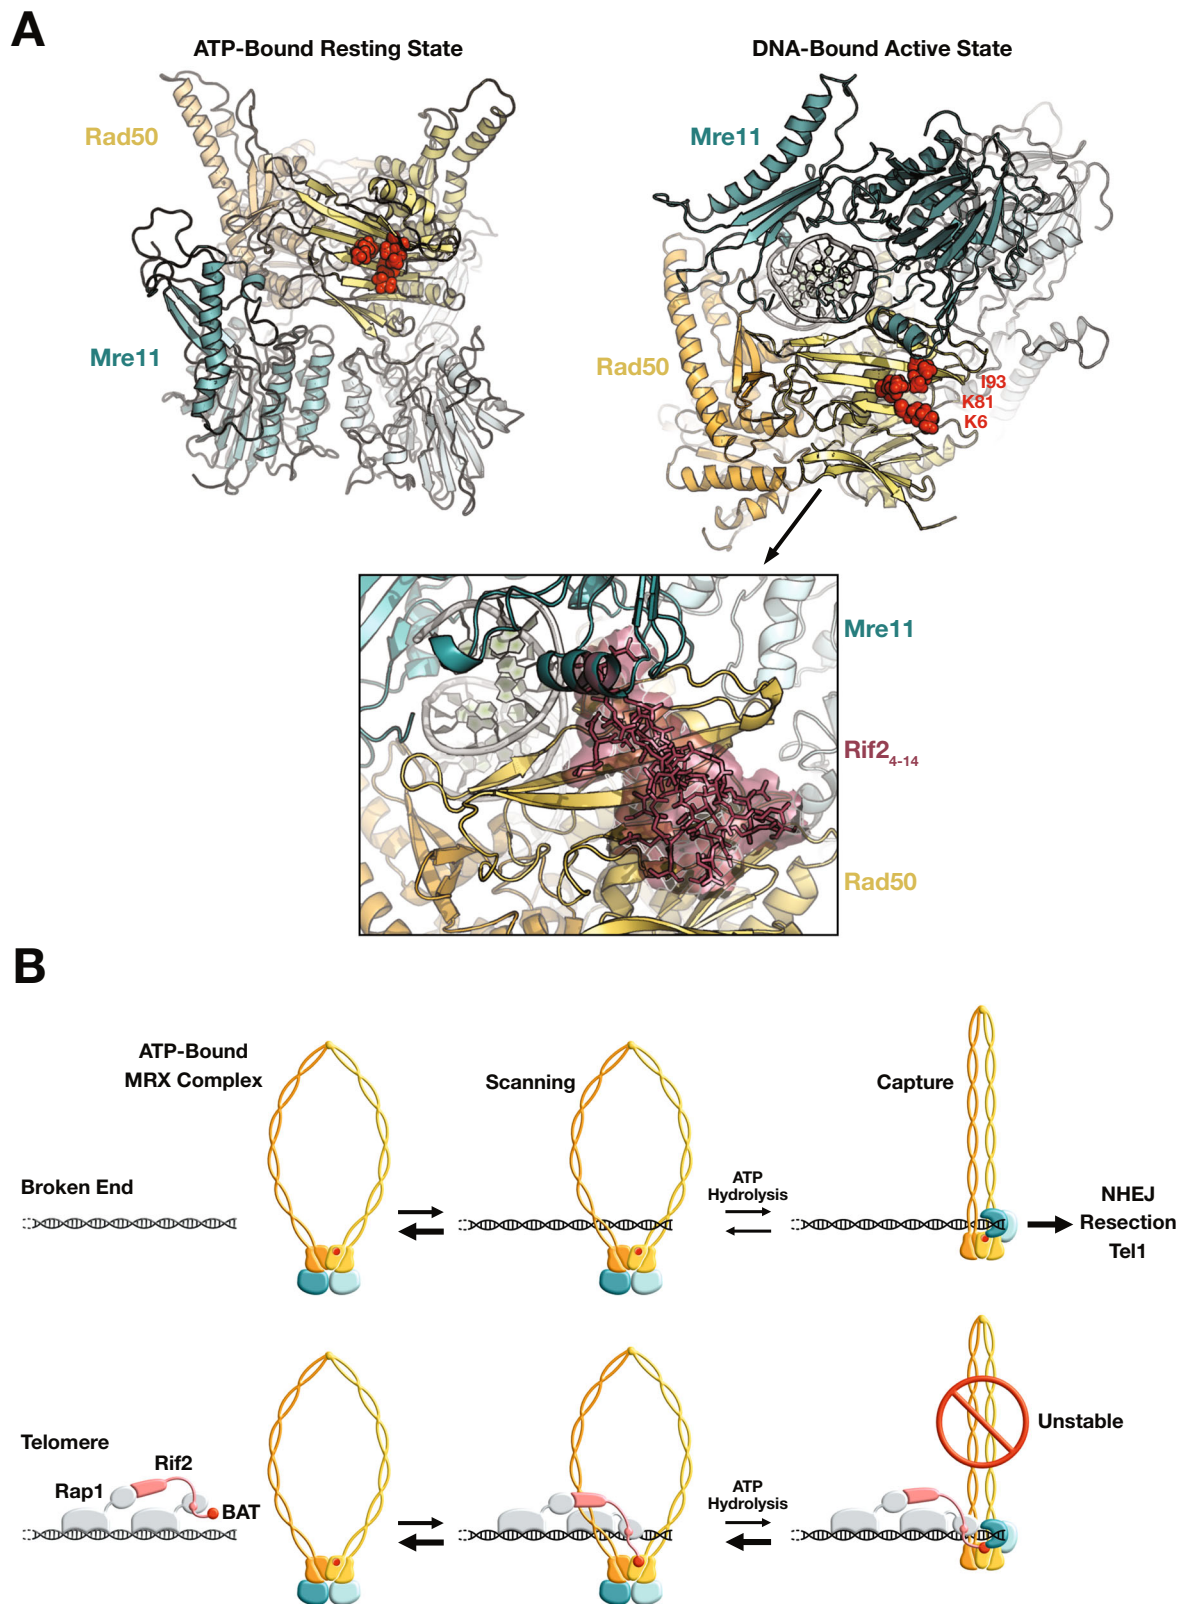 A
ATP-Bound Resting State
DNA-Bound Active State
Rad50
Mre11
Mre11
Rad50
I93
K81
K6
Mre11
Rif2₄₋₁₄
Rad50
B
ATP-Bound
MRX Complex
Scanning
Capture
Broken End
ATP
Hydrolysis
NHEJ
Resection
Tel1
Telomere
Rif2
Rap1
BAT
ATP
Hydrolysis
Unstable